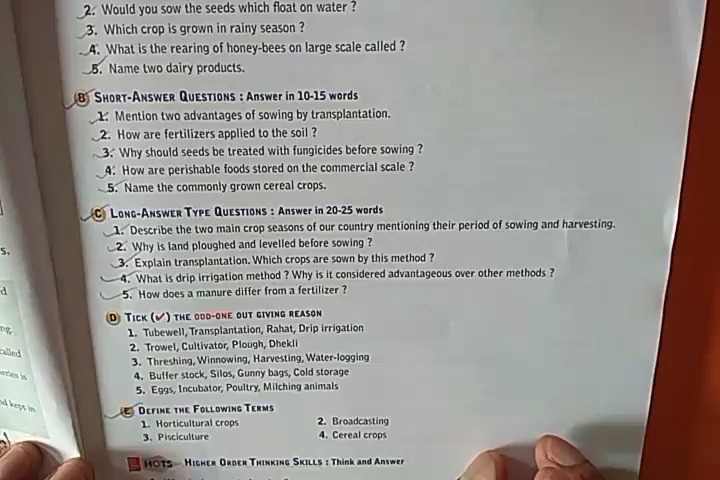 2. Would you sow the seeds which float on water ?
3. Which crop is grown in rainy season ?
4. What is the rearing of honey-bees on large scale called ?
5. Name two dairy products.
B SHORT-ANSWER QUESTIONS : Answer in 10-15 words
1. Mention two advantages of sowing by transplantation.
2. How are fertilizers applied to the soil ?
3. Why should seeds be treated with fungicides before sowing ?
4. How are perishable foods stored on the commercial scale ?
5. Name the commonly grown cereal crops.
C LONG-ANSWER TYPE QUESTIONS : Answer in 20-25 words
1. Describe the two main crop seasons of our country mentioning their period of sowing and harvesting.
2. Why is land ploughed and levelled before sowing ?
3. Explain transplantation. Which crops are sown by this method ?
4. What is drip irrigation method ? Why is it considered advantageous over other methods ?
5. How does a manure differ from a fertilizer ?
D TICK (✓) THE ODD-ONE OUT GIVING REASON
1. Tubewell, Transplantation, Rahat, Drip irrigation
2. Trowel, Cultivator, Plough, Dhekli
3. Threshing, Winnowing, Harvesting, Water-logging
4. Buffer stock, Silos, Gunny bags, Cold storage
5. Eggs, Incubator, Poultry, Milching animals
E DEFINE THE FOLLOWING TERMS
1. Horticultural crops 2. Broadcasting
3. Pisciculture 4. Cereal crops
HOTS - HIGHER ORDER THINKING SKILLS : Think and Answer